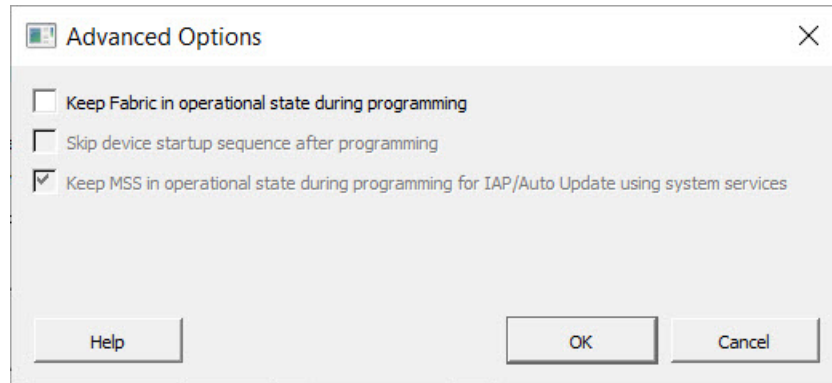 Advanced Options
Keep Fabric in operational state during programming
Skip device startup sequence after programming
Keep MSS in operational state during programming for IAP/Auto Update using system services
Help
OK
Cancel